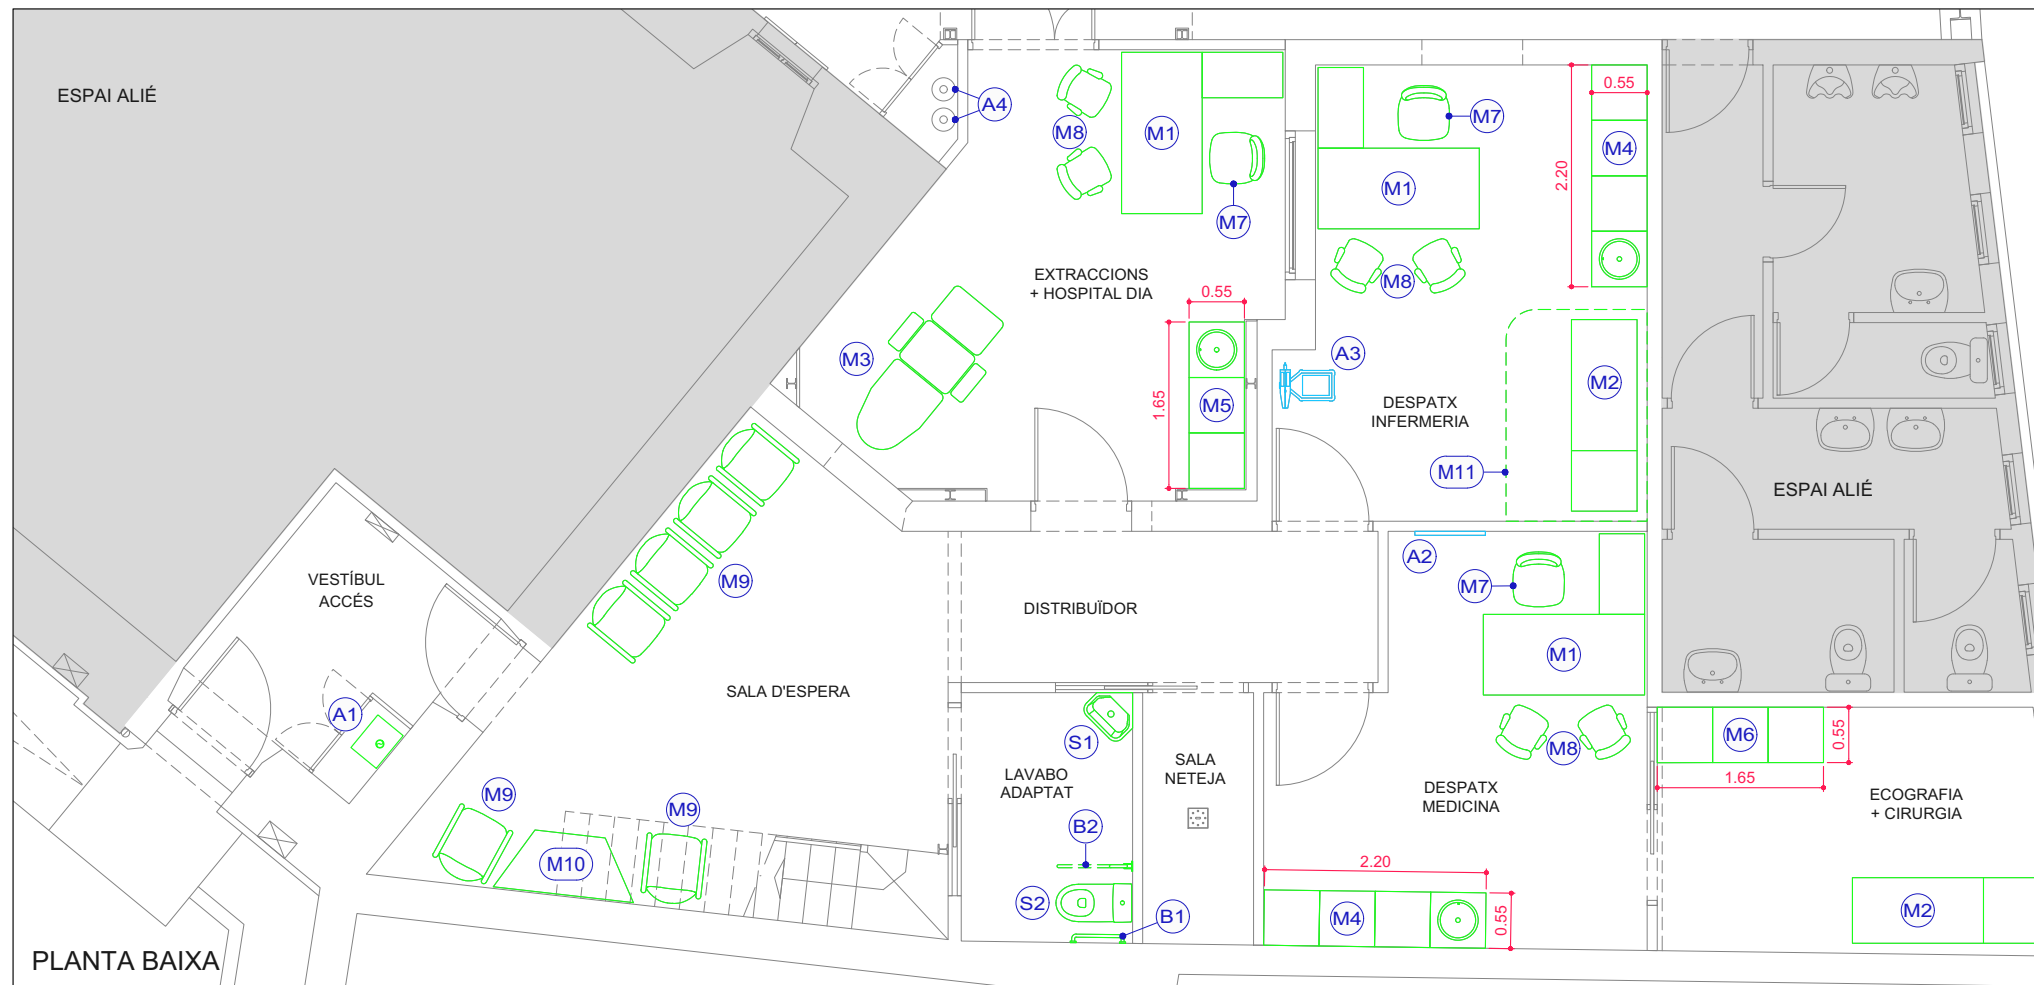 ESPAI ALIÉ
A4
M8
M1
M7
M7
M1
0.55
M4
2.20
M8
EXTRACCIONS
+ HOSPITAL DIA
0.55
M3
1.65
M5
A3
DESPATX
INFERMERIA
M2
M11
ESPAI ALIÉ
VESTÍBUL
ACCÉS
M9
DISTRIBUÏDOR
A2
M7
M1
SALA D'ESPERA
A1
S1
LAVABO
ADAPTAT
SALA
NETEJA
M8
M6
0.55
1.65
DESPATX
MEDICINA
ECOGRAFIA
+ CIRURGIA
M9
M9
M10
B2
S2
B1
2.20
M4
0.55
M2
PLANTA BAIXA